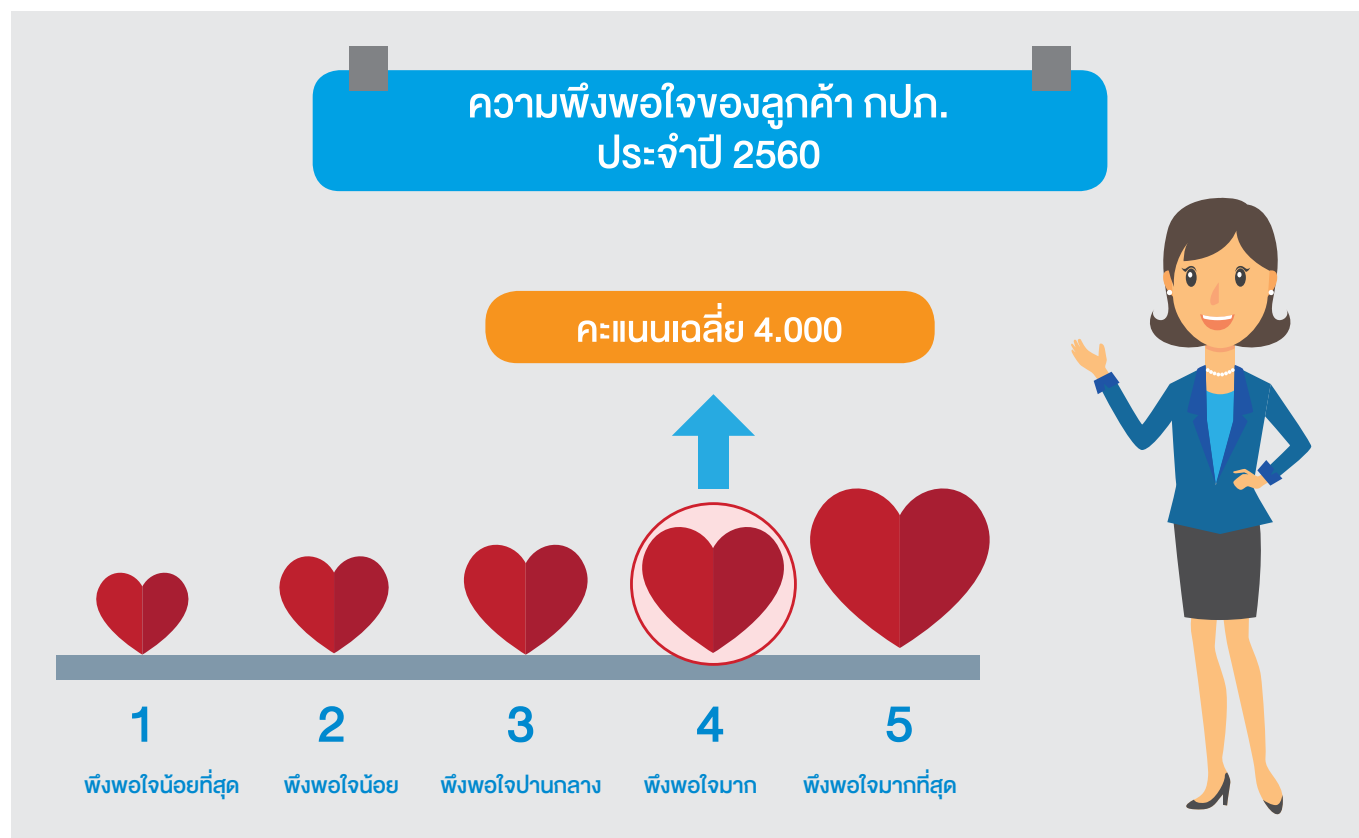 ความพึงพอใจของลูกค้า กปภ.
ประจำปี 2560
คะแนนเฉลี่ย 4.000
1 2 3 4 5
พึงพอใจน้อยที่สุด พึงพอใจน้อย พึงพอใจปานกลาง พึงพอใจมาก พึงพอใจมากที่สุด